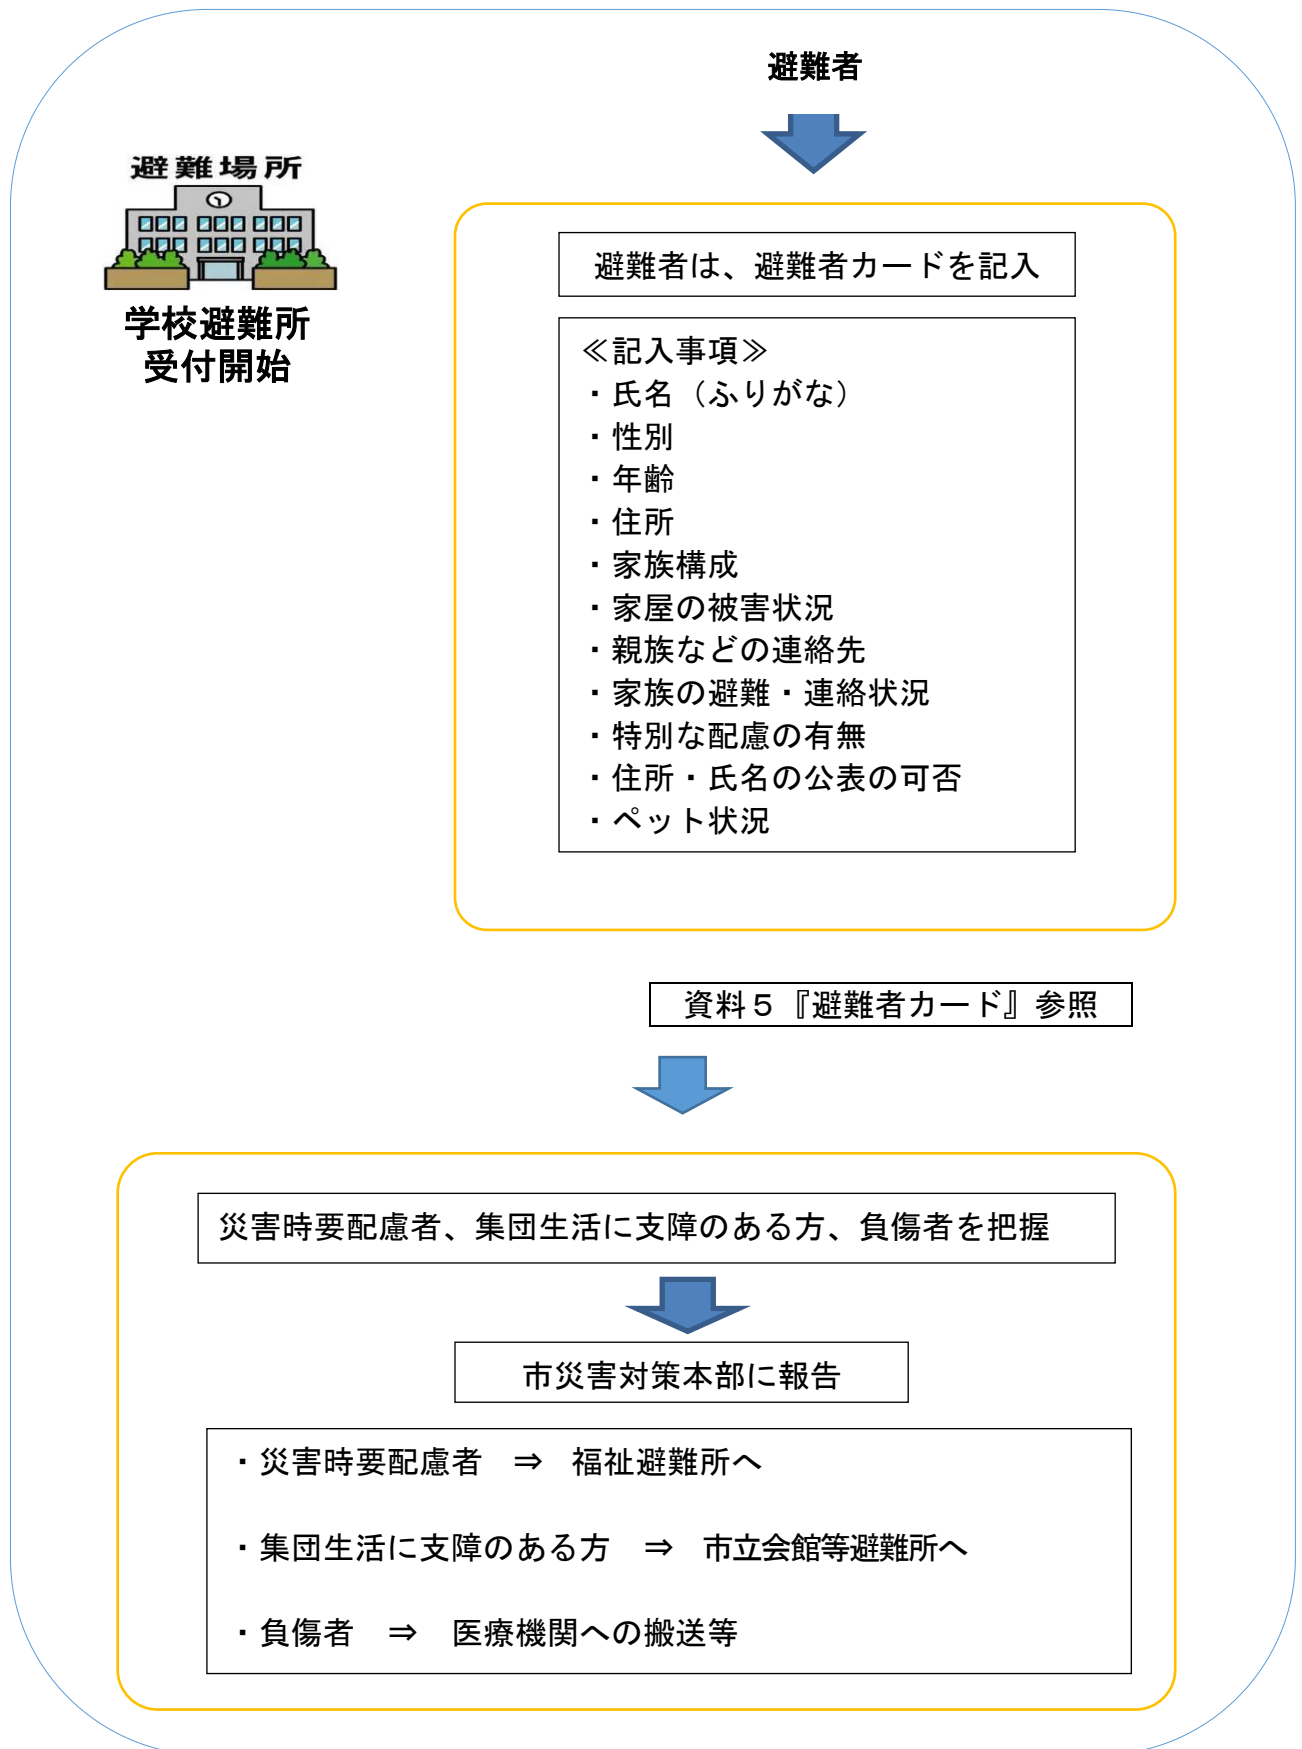 避難者
避難場所
学校避難所
受付開始
避難者は、避難者カードを記入
≪記入事項≫
・氏名（ふりがな）
・性別
・年齢
・住所
・家族構成
・家屋の被害状況
・親族などの連絡先
・家族の避難・連絡状況
・特別な配慮の有無
・住所・氏名の公表の可否
・ペット状況
資料５『避難者カード』参照
災害時要配慮者、集団生活に支障のある方、負傷者を把握
市災害対策本部に報告
・災害時要配慮者　⇒　福祉避難所へ
・集団生活に支障のある方　⇒　市立会館等避難所へ
・負傷者　⇒　医療機関への搬送等